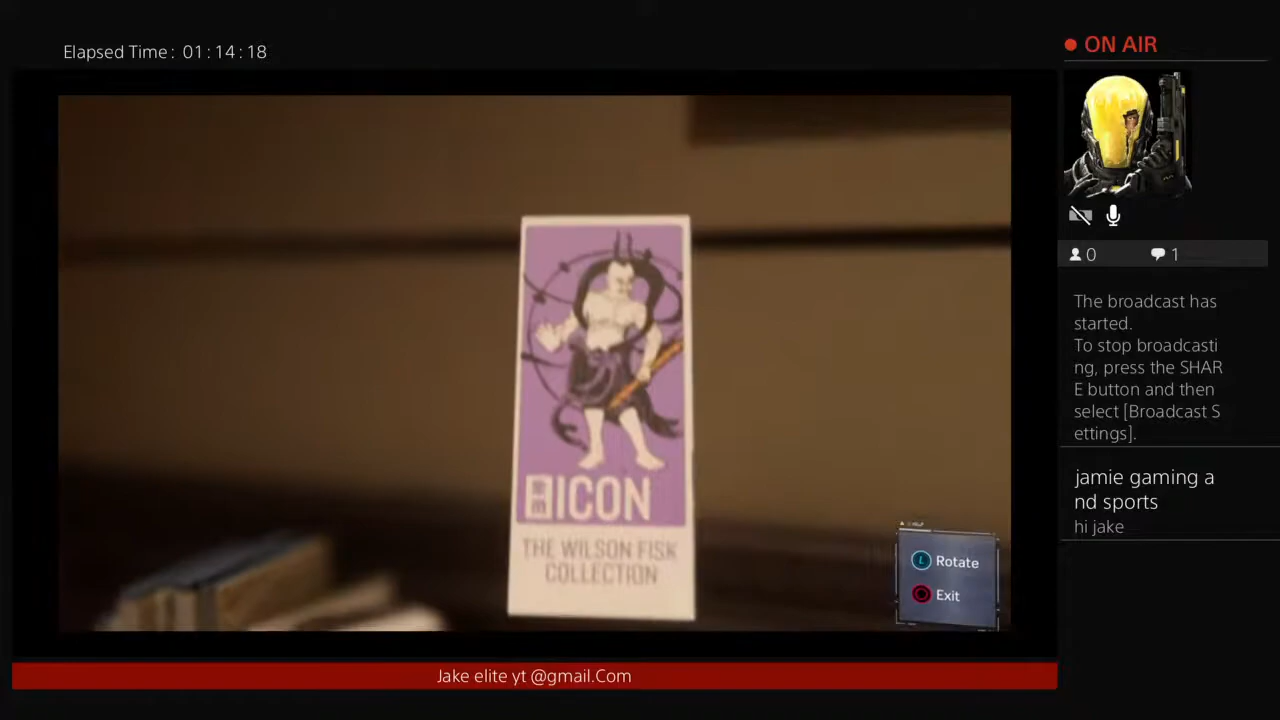 Elapsed Time: 01:14:18
ON AIR
0
1
The broadcast has
started.
To stop broadcasti
ng, press the SHAR
E button and then
select [Broadcast S
ettings].
jamie gaming a
nd sports
hi jake
ICON
THE WILSON FISK
COLLECTION
L Rotate
Exit
Jake elite yt @gmail.Com